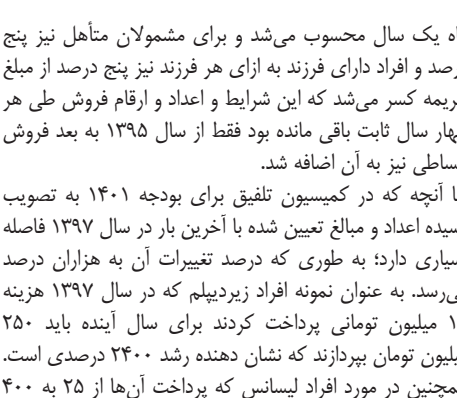 اه یک سال محسوب می‌شد و برای مشمولان متأهل نیز پنج
رصد و افراد دارای فرزند به ازای هر فرزند نیز پنج درصد از مبلغ
ریمه کسر می‌شد که این شرایط و اعداد و ارقام فروش طی هر
هار سال ثابت باقی مانده بود فقط از سال ۱۳۹۵ به بعد فروش
ساطی نیز به آن اضافه شد.
ا آنچه که در کمیسیون تلفیق برای بودجه ۱۴۰۱ به تصویب
سیده اعداد و مبالغ تعیین شده با آخرین بار در سال ۱۳۹۷ فاصله
سیاری دارد؛ به طوری که درصد تغییرات آن به هزاران درصد
ی‌رسد. به عنوان نمونه افراد زیردیپلم که در سال ۱۳۹۷ هزینه
۱ میلیون تومانی پرداخت کردند برای سال آینده باید ۲۵۰
یلیون تومان بپردازند که نشان دهنده رشد ۲۴۰۰ درصدی است.
مچنین در مورد افراد لیسانس که پرداخت آن‌ها از ۲۵ به ۴۰۰